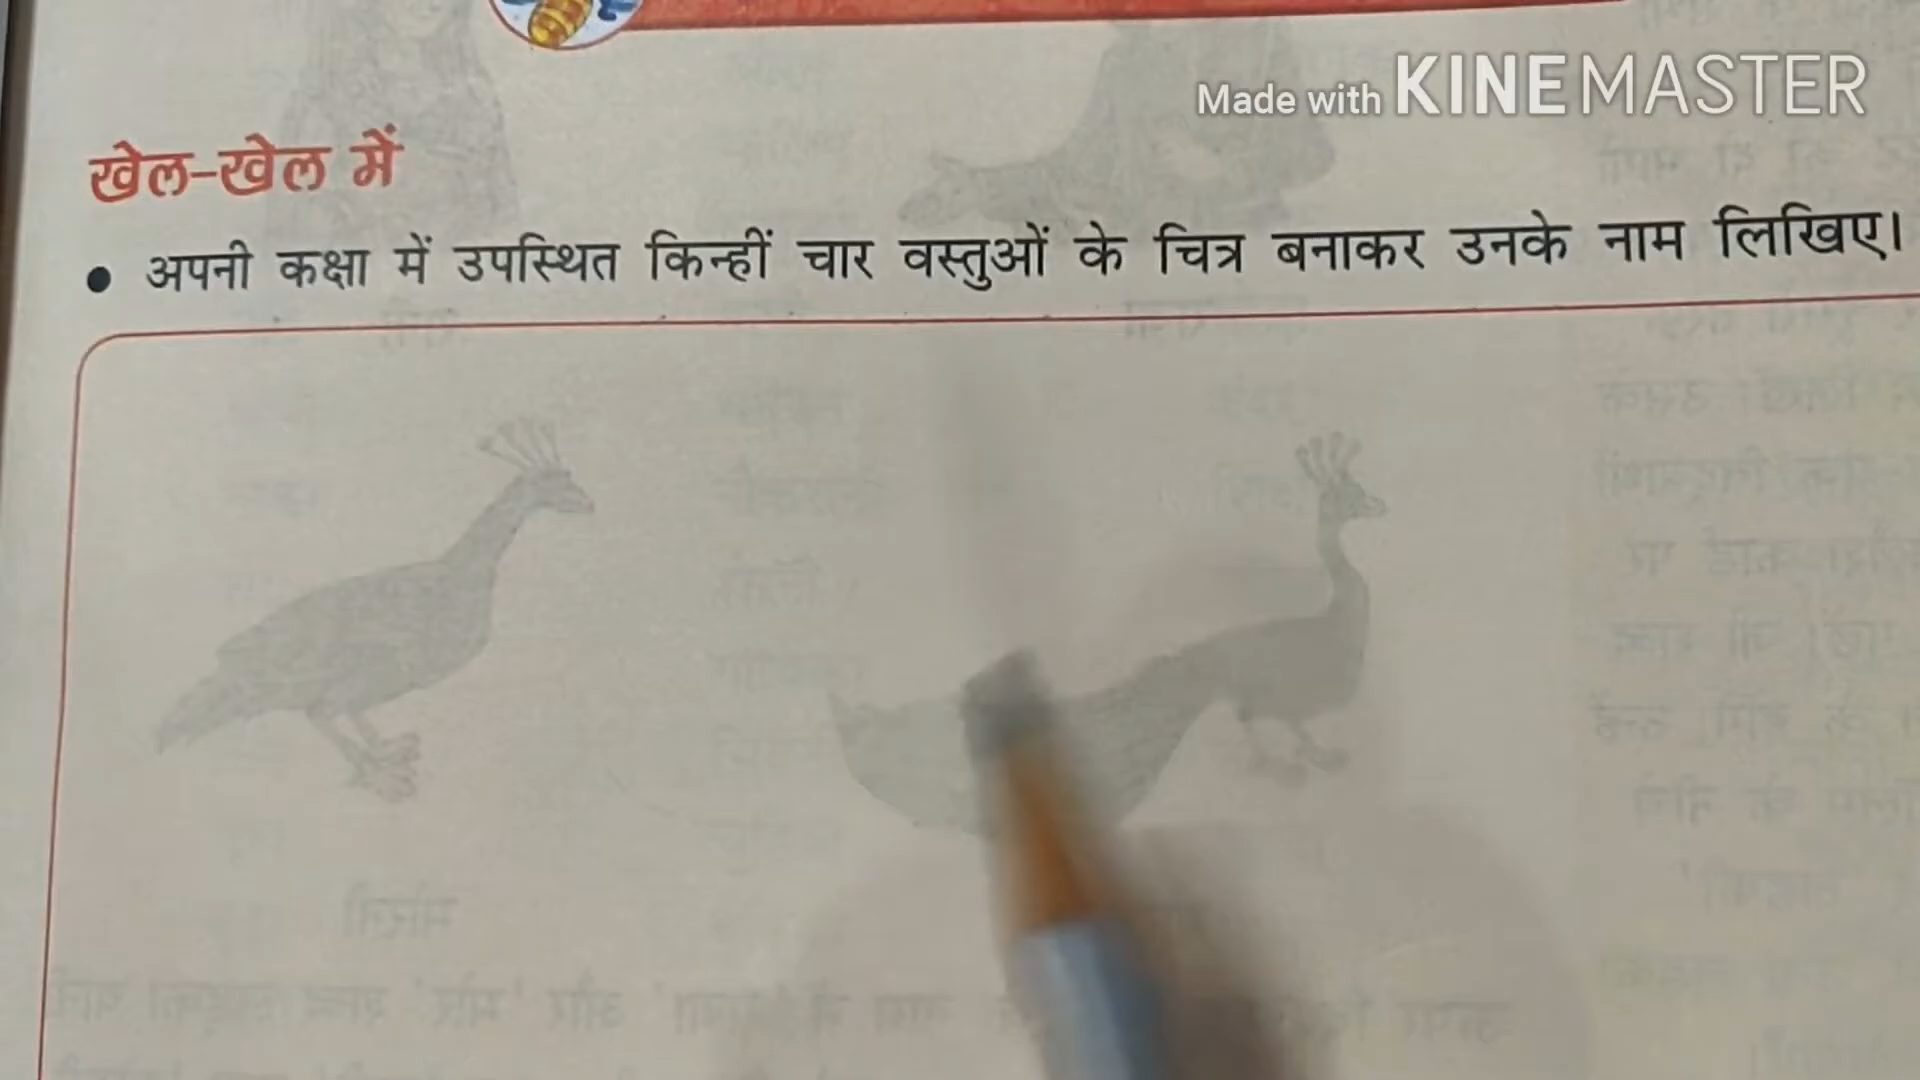 Made with KINEMASTER
खेल-खेल में
• अपनी कक्षा में उपस्थित किन्हीं चार वस्तुओं के चित्र बनाकर उनके नाम लिखिए।